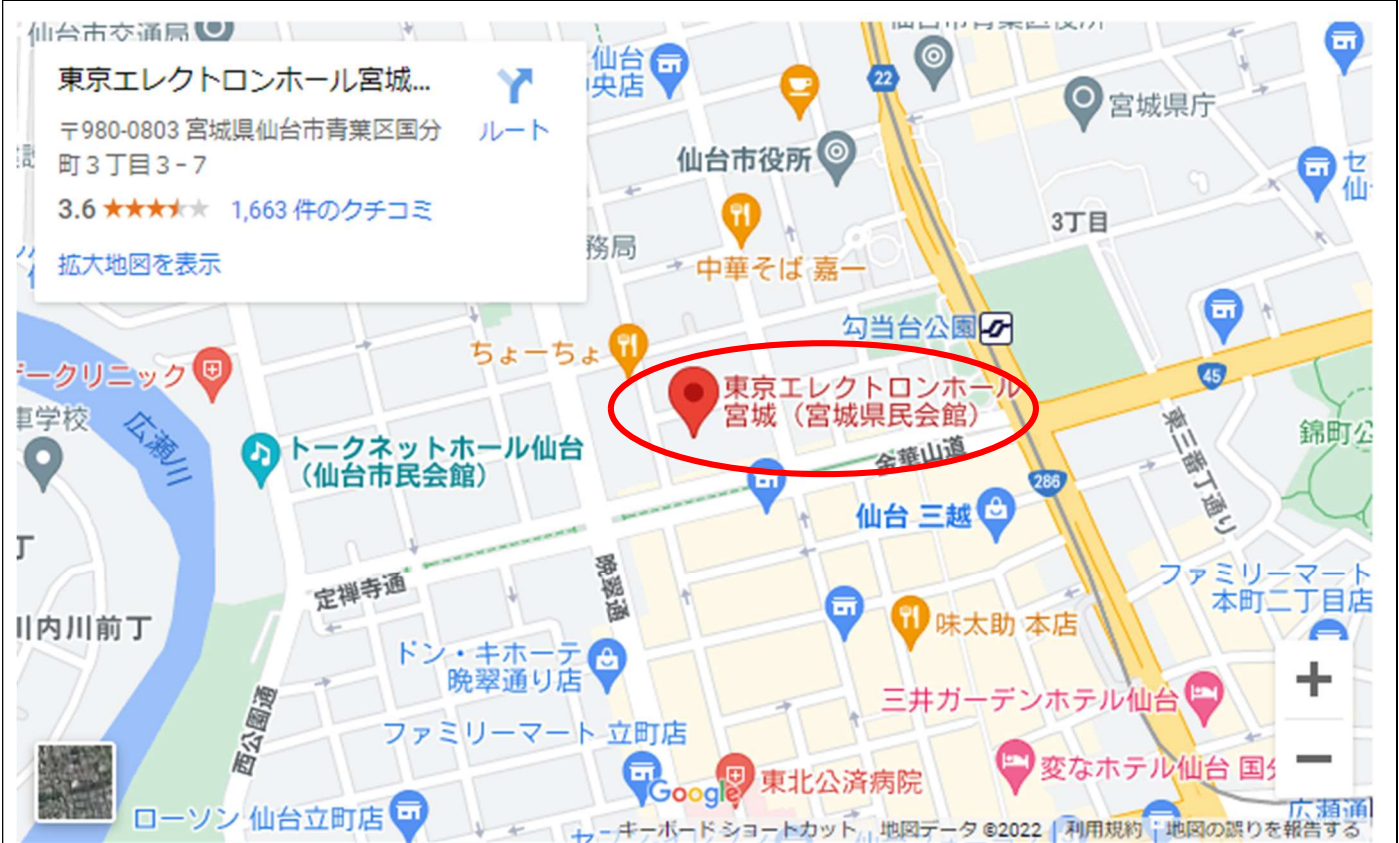 仙台市交通局
東京エレクトロンホール宮城...
〒980-0803 宮城県仙台市青葉区国分
町３丁目３−７
ルート
3.6
1,663 件のクチコミ
拡大地図を表示
仙台
央店
22
宮城県庁
仙台市役所
セ
仙
3丁目
務局
中華そば 嘉一
勾当台公園
ちょーちょ
ークリニック
東京エレクトロンホール
宮城（宮城県民会館）
45
車学校
広瀬川
トークネットホール仙台
（仙台市民会館）
金華山道
東三番丁通り
錦町公
286
仙台 三越
丁
定禅寺通
晩翠通
ファミリーマート
本町二丁目店
川内川前丁
味太助 本店
ドン・キホーテ
晩翠通り店
三井ガーデンホテル仙台
西公園通
ファミリーマート 立町店
変なホテル仙台 国分
東北公済病院
Google
ローソン 仙台立町店
広瀬通
セ
キーボード ショートカット
地図データ ©2022
利用規約
地図の誤りを報告する